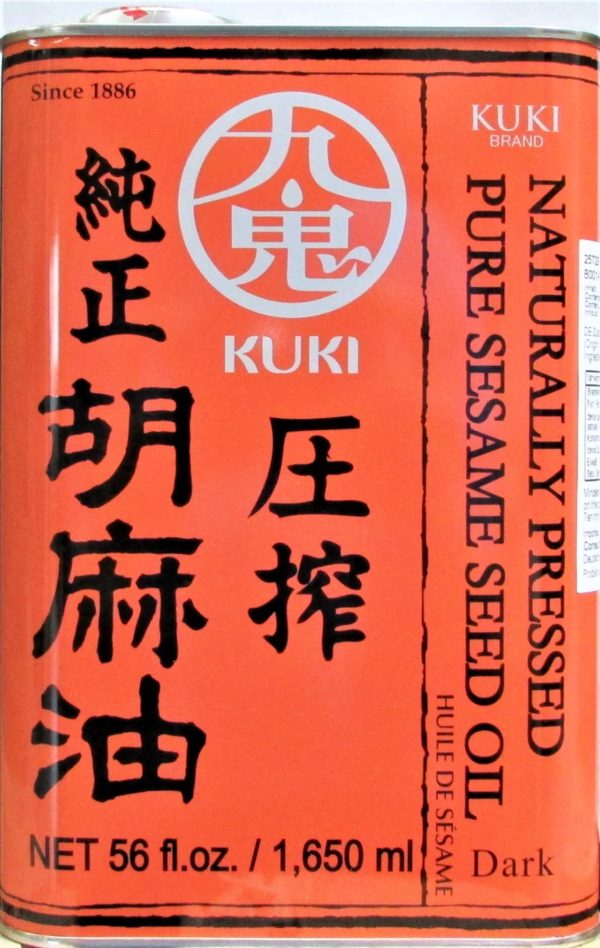 Since 1886
九鬼
KUKI
圧搾
純正
胡麻油
NET 56 fl.oz. / 1,650 ml
KUKI
BRAND
NATURALLY PRESSED
PURE SESAME SEED OIL
HUILE DE SÉSAME
Dark